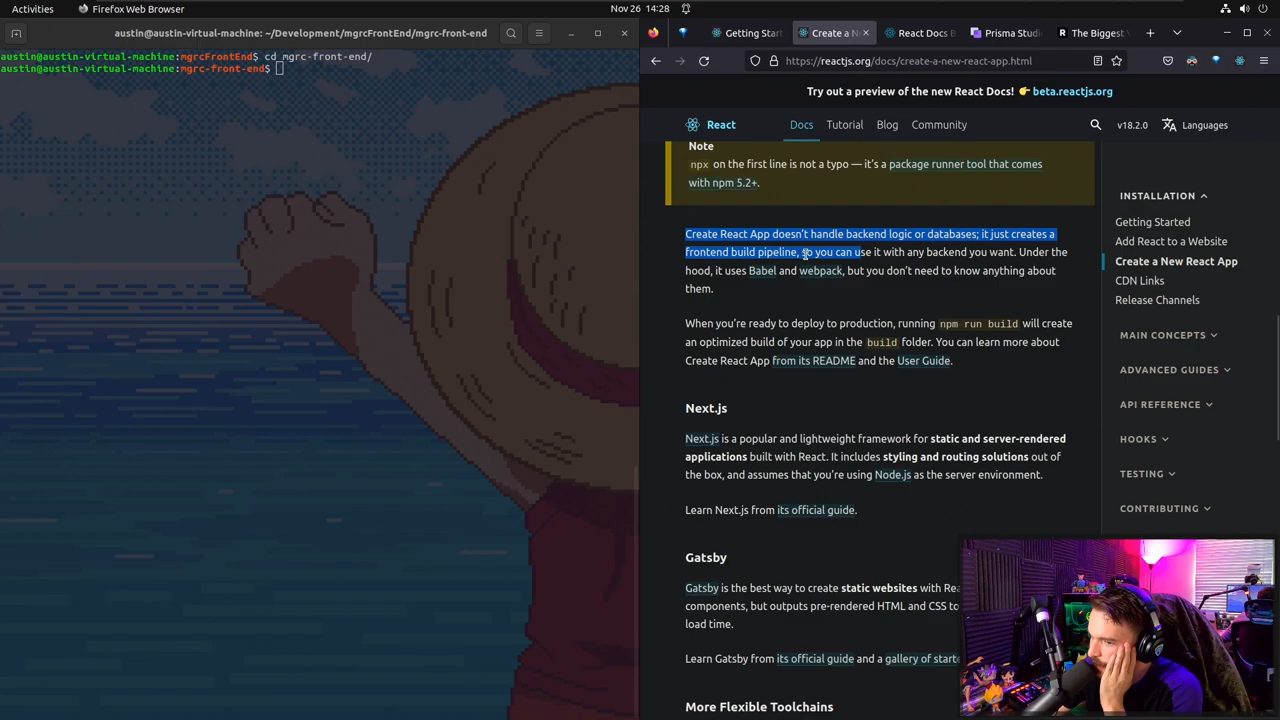 Activities
Firefox Web Browser
Nov 26 14:28
austin@austin-virtual-machine: ~/Development/mgrcFrontEnd/mgrc-front-end
austin@austin-virtual-machine:mgrcFrontEnd$ cd mgrc-front-end/
austin@austin-virtual-machine:mgrc-front-end$
Getting Start
Create a N
React Docs B
Prisma Studi
The Biggest V
https://reactjs.org/docs/create-a-new-react-app.html
Try out a preview of the new React Docs! 👉 beta.reactjs.org
React
Docs
Tutorial
Blog
Community
v18.2.0
Languages
Note
npx on the first line is not a typo — it's a package runner tool that comes
with npm 5.2+.
Create React App doesn't handle backend logic or databases; it just creates a
frontend build pipeline, so you can use it with any backend you want. Under the
hood, it uses Babel and webpack, but you don't need to know anything about
them.
When you're ready to deploy to production, running npm run build will create
an optimized build of your app in the build folder. You can learn more about
Create React App from its README and the User Guide.
Next.js
Next.js is a popular and lightweight framework for static and server-rendered
applications built with React. It includes styling and routing solutions out of
the box, and assumes that you're using Node.js as the server environment.
Learn Next.js from its official guide.
Gatsby
Gatsby is the best way to create static websites with Rea
components, but outputs pre-rendered HTML and CSS to
load time.
Learn Gatsby from its official guide and a gallery of starte
More Flexible Toolchains
INSTALLATION
Getting Started
Add React to a Website
Create a New React App
CDN Links
Release Channels
MAIN CONCEPTS
ADVANCED GUIDES
API REFERENCE
HOOKS
TESTING
CONTRIBUTING